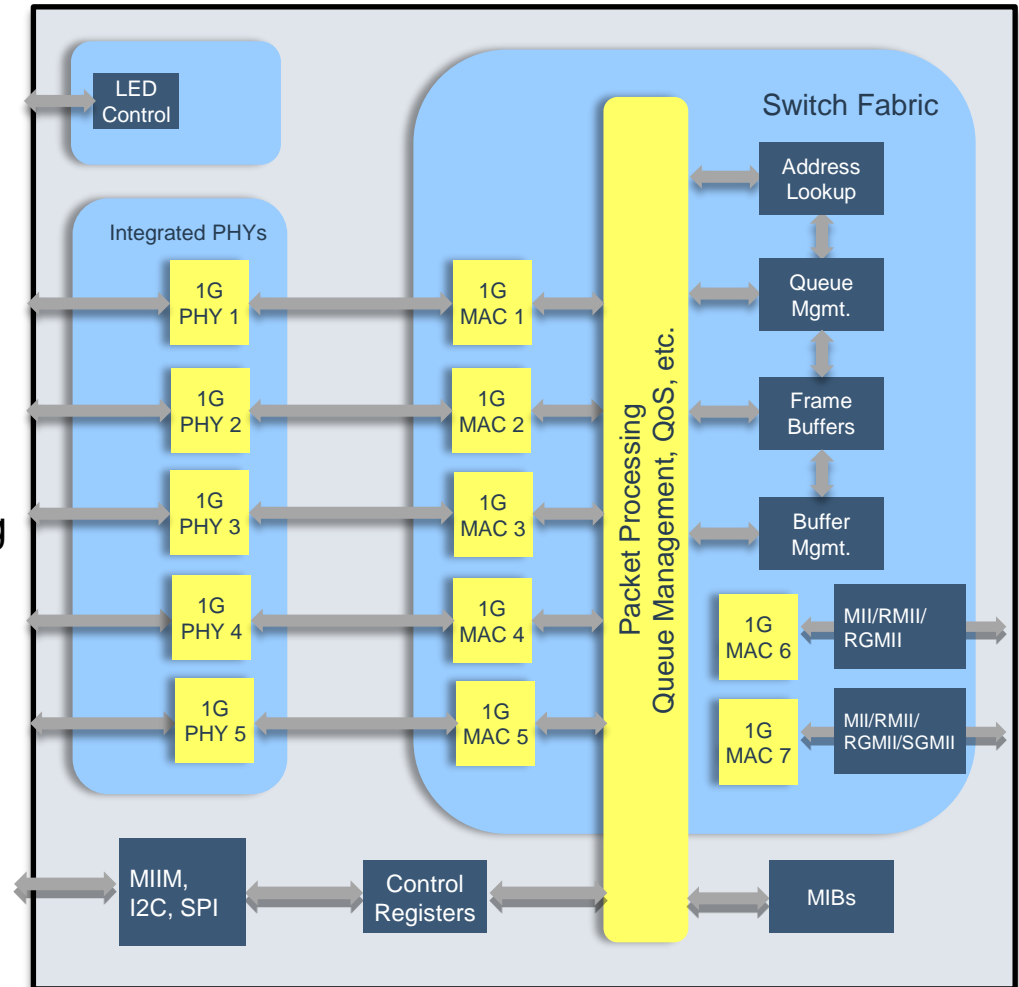 LED
Control
Switch Fabric
Address
Lookup
Integrated PHYs
1G
PHY 1
1G
MAC 1
Queue
Mgmt.
1G
PHY 2
1G
MAC 2
Frame
Buffers
1G
PHY 3
1G
MAC 3
Buffer
Mgmt.
g
1G
PHY 4
1G
MAC 4
Packet Processing
Queue Management, QoS, etc.
1G
MAC 6
MII/RMII/
RGMII
1G
PHY 5
1G
MAC 5
1G
MAC 7
MII/RMII/
RGMII/SGMII
MIIM,
I2C, SPI
Control
Registers
MIBs